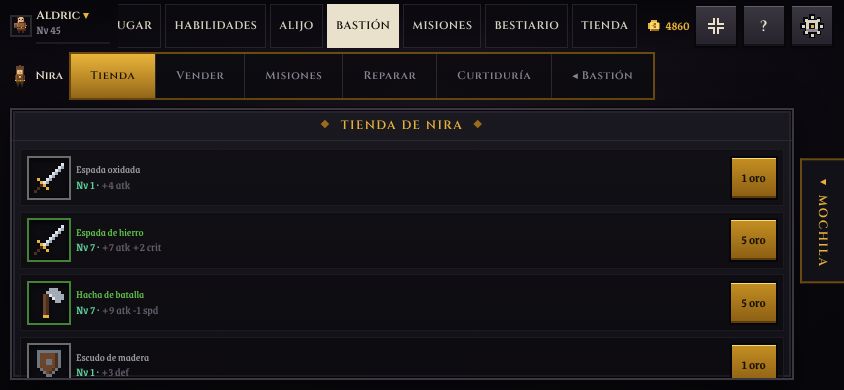 ALDRIC ▾
Nv 45
UGAR
HABILIDADES
ALIJO
BASTIÓN
MISIONES
BESTIARIO
TIENDA
4860
?
NIRA
TIENDA
VENDER
MISIONES
REPARAR
CURTIDURÍA
◂ BASTIÓN
◆ TIENDA DE NIRA ◆
Espada oxidada
Nv 1 · +4 atk
1 oro
Espada de hierro
Nv 7 · +7 atk +2 crit
5 oro
Hacha de batalla
Nv 7 · +9 atk -1 spd
5 oro
Escudo de madera
Nv 1 · +3 def
1 oro
◂ MOCHILA